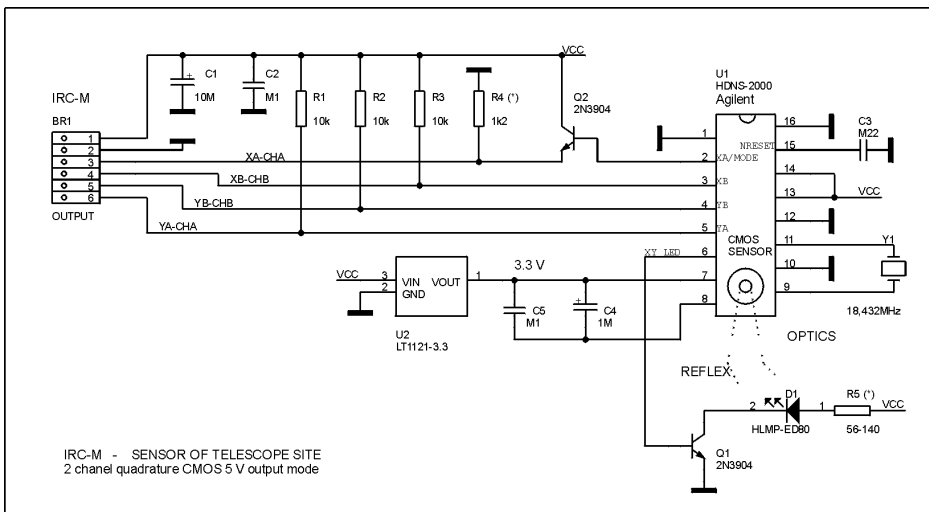 IRC-M
BR1
1
2
3
4
5
6
OUTPUT
VCC
+
C1
10M
C2
M1
R1
10k
R2
10k
R3
10k
R4 (*)
1k2
Q2
2N3904
XA-CHA
XB-CHB
YB-CHB
YA-CHA
U1
HDNS-2000
Agilent
1
2
3
4
5
6
7
8
16
15
14
13
12
11
10
9
NRESET
XA/MODE
XB
YB
YA
XY LED
CMOS
SENSOR
C3
M22
VCC
Y1
18,432MHz
VCC
3
2
VIN
GND
VOUT
1
3.3 V
U2
LT1121-3.3
C5
M1
+
C4
1M
OPTICS
REFLEX
2
D1
1
HLMP-ED80
R5 (*)
56-140
VCC
Q1
2N3904
IRC-M - SENSOR OF TELESCOPE SITE
2 chanel quadrature CMOS 5 V output mode